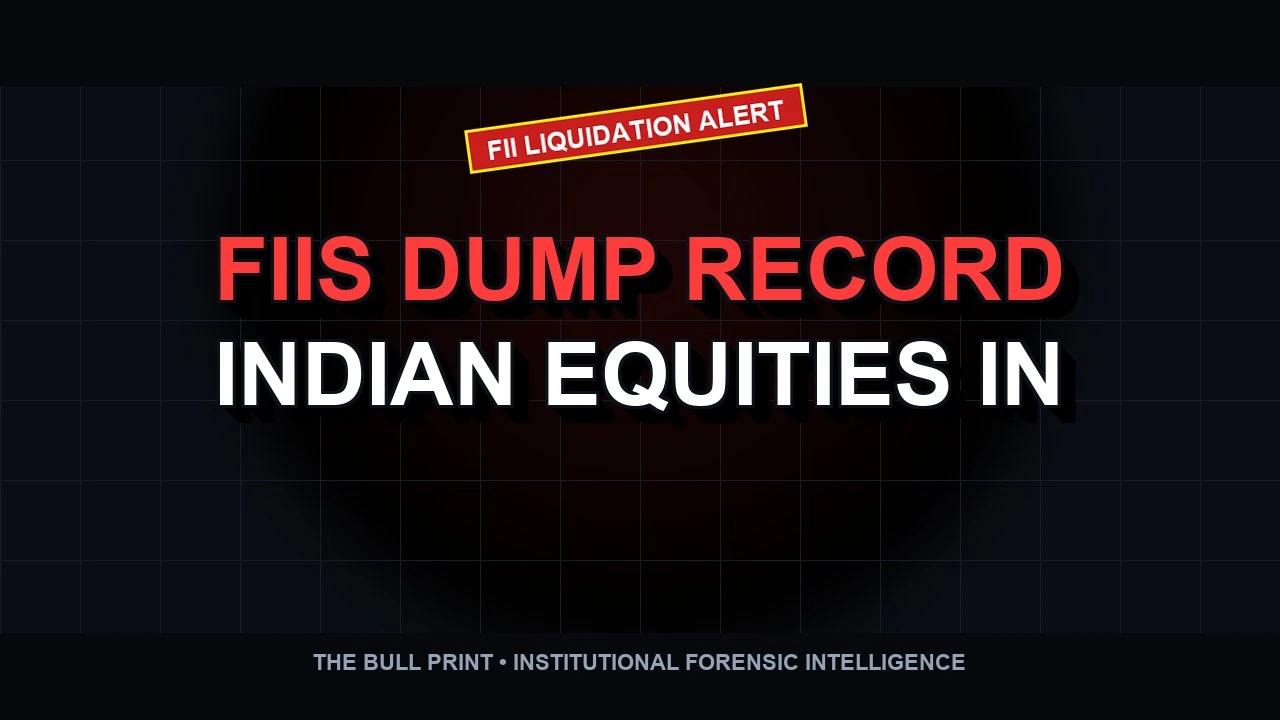 FII LIQUIDATION ALERT
FIIS DUMP RECORD
INDIAN EQUITIES IN
THE BULL PRINT • INSTITUTIONAL FORENSIC INTELLIGENCE